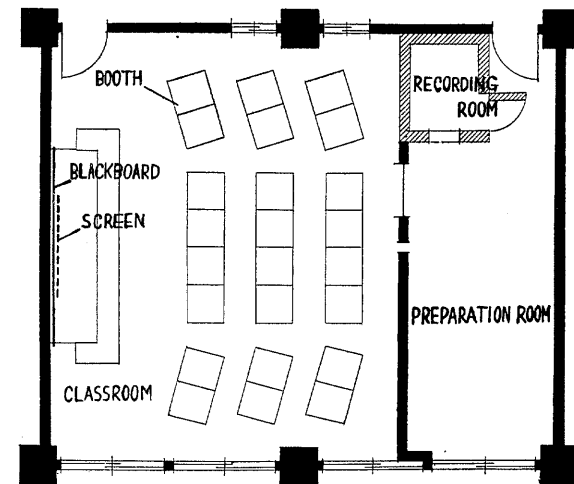 BOOTH
RECORDING
ROOM
BLACKBOARD
SCREEN
PREPARATION ROOM
CLASSROOM